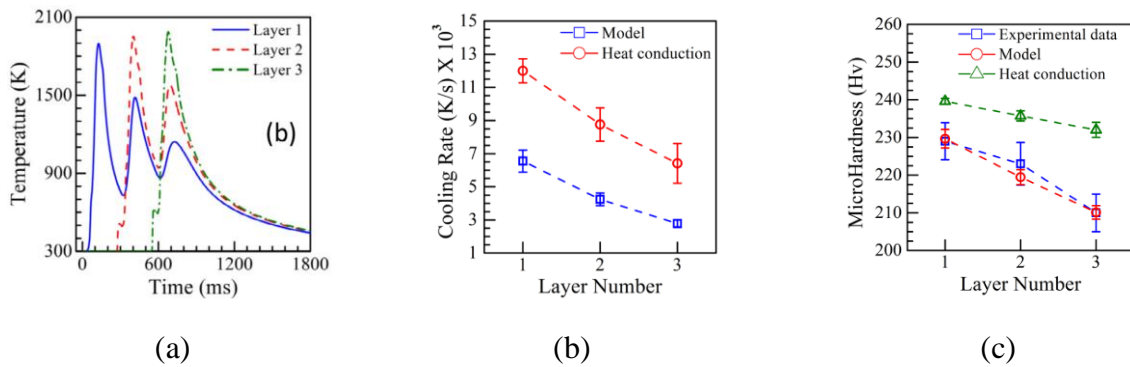 2100
1500
900
300
0 600 1200 1800
Temperature (K)
Time (ms)
Layer 1
Layer 2
Layer 3
(b)
15
13
11
9
7
5
3
1
1 2 3
Cooling Rate (K/s) X 10³
Layer Number
Model
Heat conduction
260
250
240
230
220
210
200
1 2 3
MicroHardness (Hv)
Layer Number
Experimental data
Model
Heat conduction
(a) (b) (c)